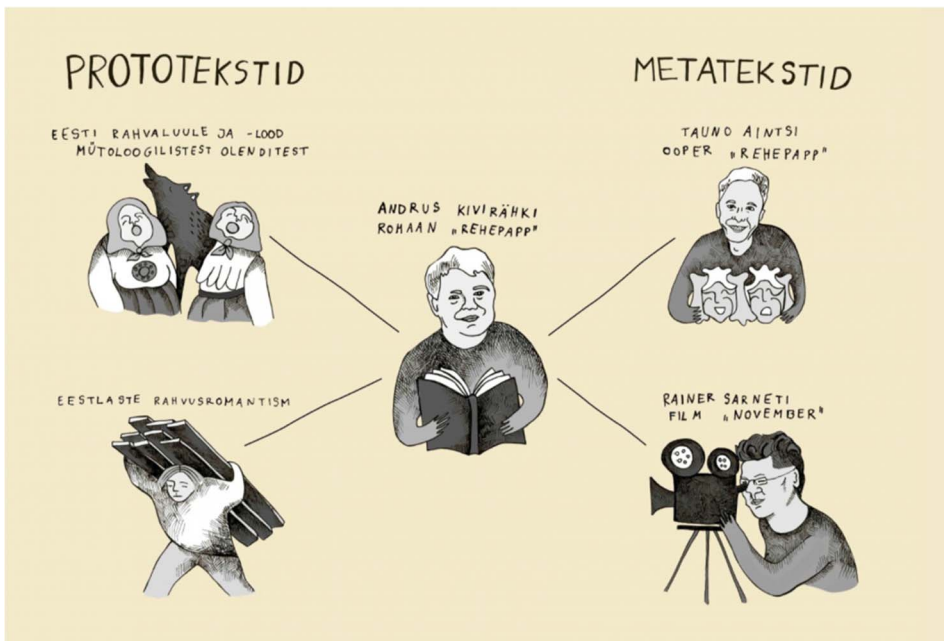 PROTOTEKSTID
EESTI RAHVALUULE JA -LOOD
MÜTOLOOGILISTEST OLENDITEST
EESTLASTE RAHVUSROMANTISM
ANDRUS KIVIRÄHKI
ROMAAN „REHEPAPP"
METATEKSTID
TAUNO AINTSI
OOPER „REHEPAPP"
RAINER SARNETI
FILM „NOVEMBER"